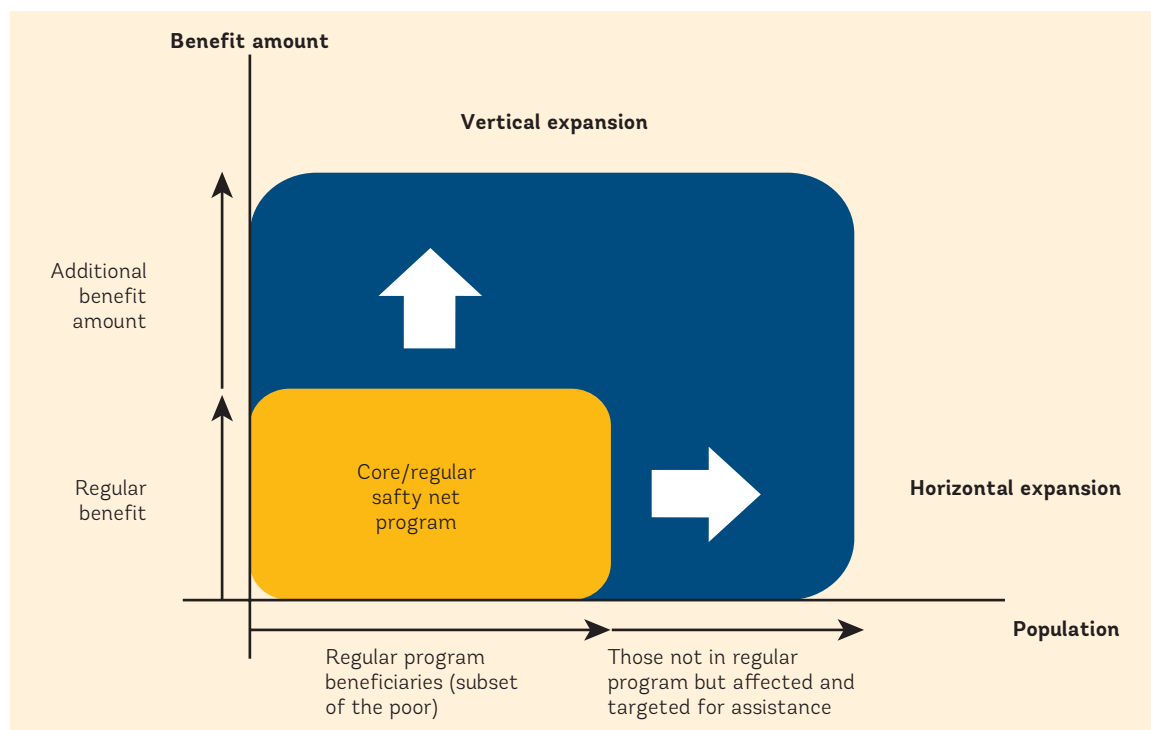 Benefit amount
Vertical expansion
Additional
benefit
amount
Regular
benefit
Core/regular
safty net
program
Horizontal expansion
Population
Regular program
beneficiaries (subset
of the poor)
Those not in regular
program but affected and
targeted for assistance